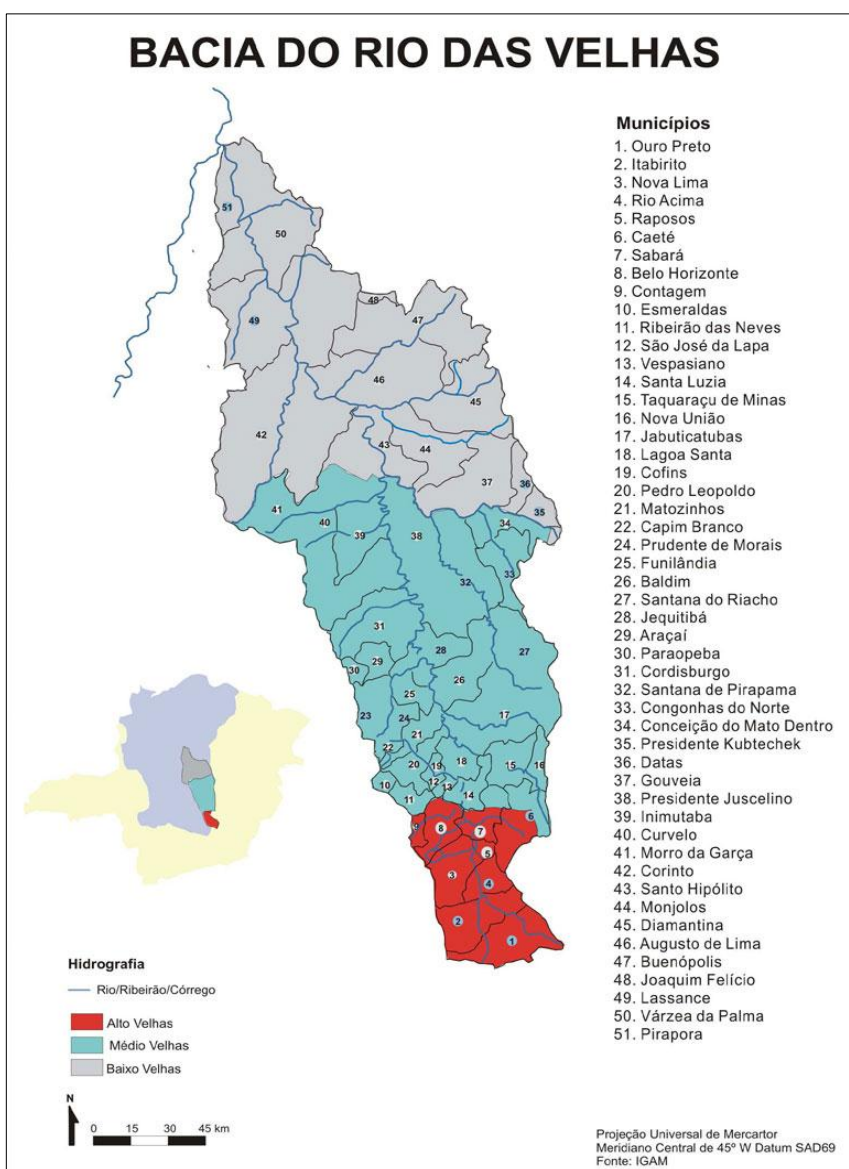 BACIA DO RIO DAS VELHAS
Municípios
1. Ouro Preto
2. Itabirito
3. Nova Lima
4. Rio Acima
5. Raposos
6. Caeté
7. Sabará
8. Belo Horizonte
9. Contagem
10. Esmeraldas
11. Ribeirão das Neves
12. São José da Lapa
13. Vespasiano
14. Santa Luzia
15. Taquaraçu de Minas
16. Nova União
17. Jabuticatubas
18. Lagoa Santa
19. Cofins
20. Pedro Leopoldo
21. Matozinhos
22. Capim Branco
24. Prudente de Morais
25. Funilândia
26. Baldim
27. Santana do Riacho
28. Jequitibá
29. Araçaí
30. Paraopeba
31. Cordisburgo
32. Santana de Pirapama
33. Congonhas do Norte
34. Conceição do Mato Dentro
35. Presidente Kubtechek
36. Datas
37. Gouveia
38. Presidente Juscelino
39. Inimutaba
40. Curvelo
41. Morro da Garça
42. Corinto
43. Santo Hipólito
44. Monjolos
45. Diamantina
46. Augusto de Lima
47. Buenópolis
48. Joaquim Felício
49. Lassance
50. Várzea da Palma
51. Pirapora
51
50
48
47
49
46
45
42
43
44
37
36
35
41
40
39
38
34
33
32
31
28
27
29
30
26
25
23
24
17
21
22
20
19
18
15
16
10
12
13
11
14
6
9
8
7
5
3
4
2
1
Hidrografia
Rio/Ribeirão/Córrego
Alto Velhas
Médio Velhas
Baixo Velhas
N
0 15 30 45 km
Projeção Universal de Mercartor
Meridiano Central de 45º W Datum SAD69
Fonte: IGAM